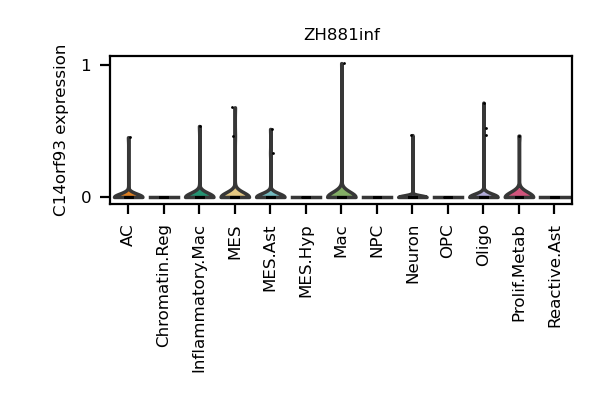 ZH881inf
C14orf93 expression
1
0
AC
Chromatin.Reg
Inflammatory.Mac
MES
MES.Ast
MES.Hyp
Mac
NPC
Neuron
OPC
Oligo
Prolif.Metab
Reactive.Ast